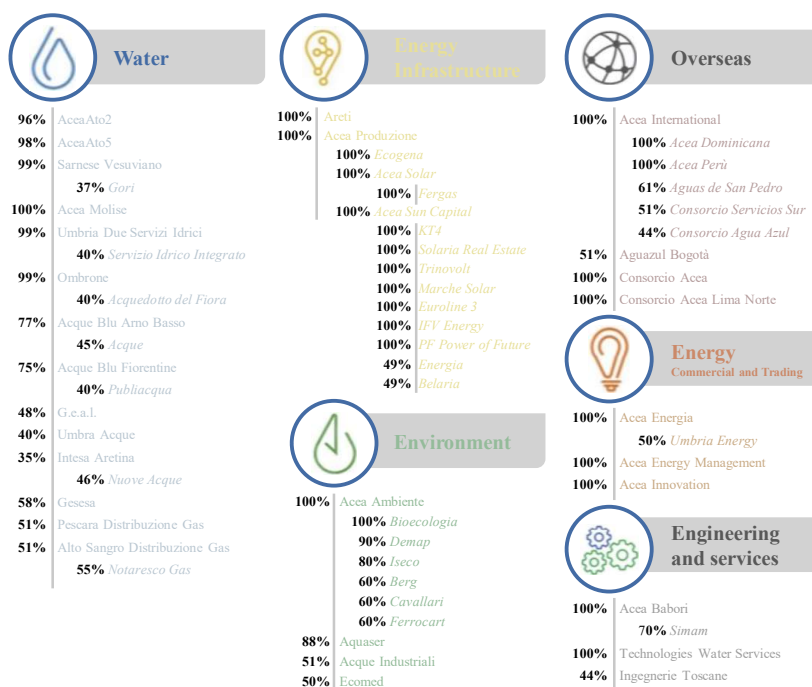 Water
96% AceaAto2
98% AceaAto5
99% Sarnese Vesuviano
37% Gori
100% Acea Molise
99% Umbria Due Servizi Idrici
40% Servizio Idrico Integrato
99% Ombrone
40% Acquedotto del Fiora
77% Acque Blu Arno Basso
45% Acque
75% Acque Blu Fiorentine
40% Publiacqua
48% G.e.a.l.
40% Umbra Acque
35% Intesa Aretina
46% Nuove Acque
58% Gesesa
51% Pescara Distribuzione Gas
51% Alto Sangro Distribuzione Gas
55% Notaresco Gas
Energy
Infrastructure
100% Areti
100% Acea Produzione
100% Ecogena
100% Acea Solar
100% Fergas
100% Acea Sun Capital
100% KT4
100% Solaria Real Estate
100% Trinovolt
100% Marche Solar
100% Euroline 3
100% IFV Energy
100% PF Power of Future
49% Energia
49% Belaria
Environment
100% Acea Ambiente
100% Bioecologia
90% Demap
80% Iseco
60% Berg
60% Cavallari
60% Ferrocart
88% Aquaser
51% Acque Industriali
50% Ecomed
Overseas
100% Acea International
100% Acea Dominicana
100% Acea Perù
61% Aguas de San Pedro
51% Consorcio Servicios Sur
44% Consorcio Agua Azul
51% Aguazul Bogotà
100% Consorcio Acea
100% Consorcio Acea Lima Norte
Energy
Commercial and Trading
100% Acea Energia
50% Umbria Energy
100% Acea Energy Management
100% Acea Innovation
Engineering
and services
100% Acea Babori
70% Simam
100% Technologies Water Services
44% Ingegnerie Toscane